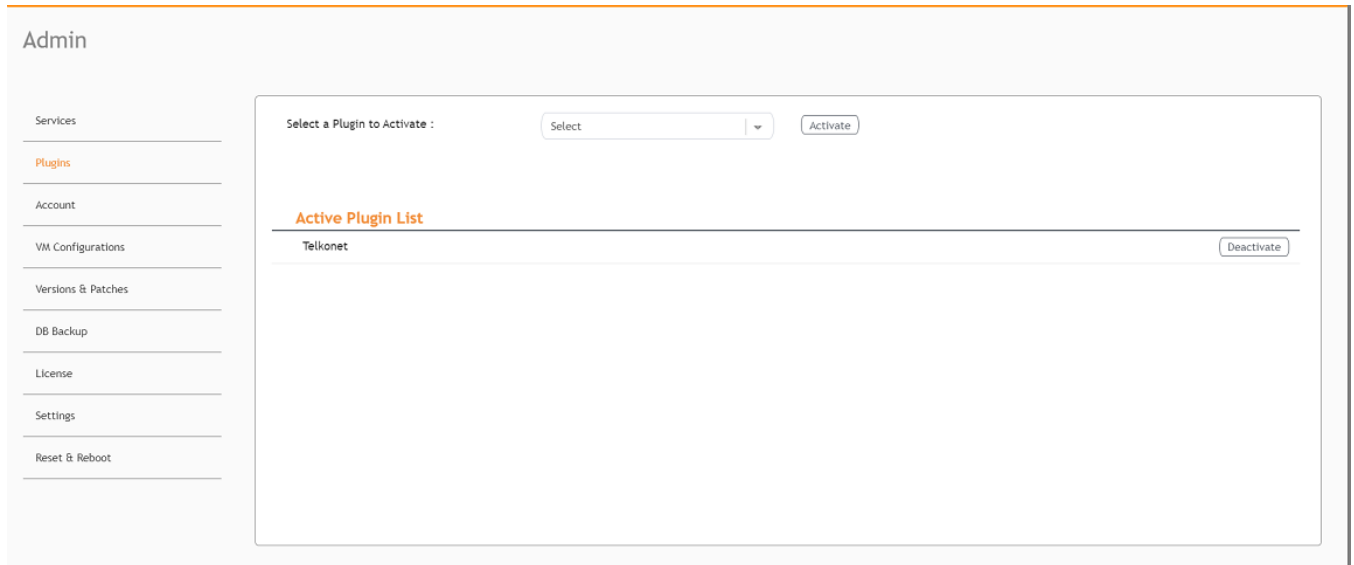 Admin
Services
Plugins
Account
VM Configurations
Versions & Patches
DB Backup
License
Settings
Reset & Reboot
Select a Plugin to Activate : Select Activate
Active Plugin List
Telkonet Deactivate